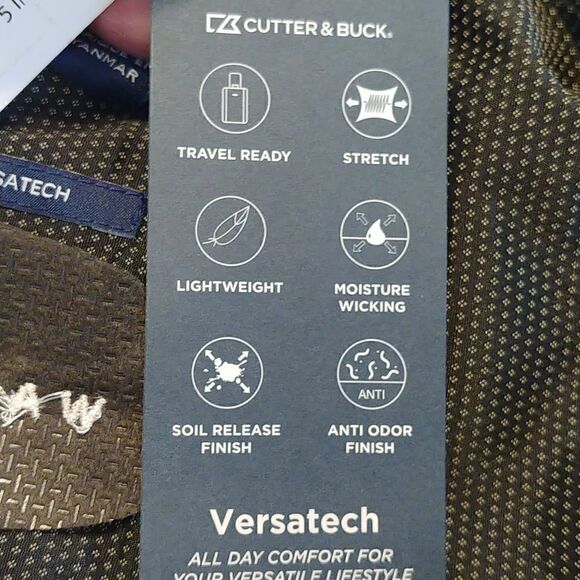 CUTTER & BUCK®
TRAVEL READY
STRETCH
LIGHTWEIGHT
MOISTURE
WICKING
SOIL RELEASE
FINISH
ANTI
ANTI ODOR
FINISH
Versatech
ALL DAY COMFORT FOR
YOUR VERSATILE LIFESTYLE
SATECH